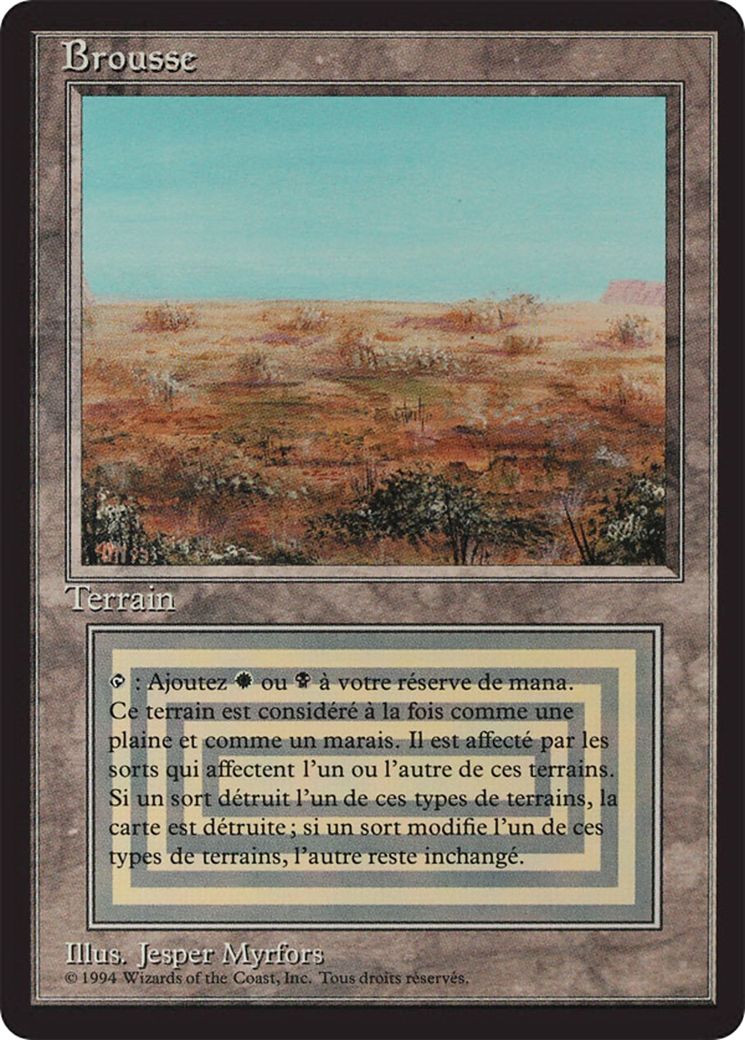 Brousse
Terrain
: Ajoutez ou à votre réserve de mana.
Ce terrain est considéré à la fois comme une
plaine et comme un marais. Il est affecté par les
sorts qui affectent l'un ou l'autre de ces terrains.
Si un sort détruit l'un de ces types de terrains, la
carte est détruite ; si un sort modifie l'un de ces
types de terrains, l'autre reste inchangé.
Illus. Jesper Myrfors
© 1994 Wizards of the Coast, Inc. Tous droits réservés.